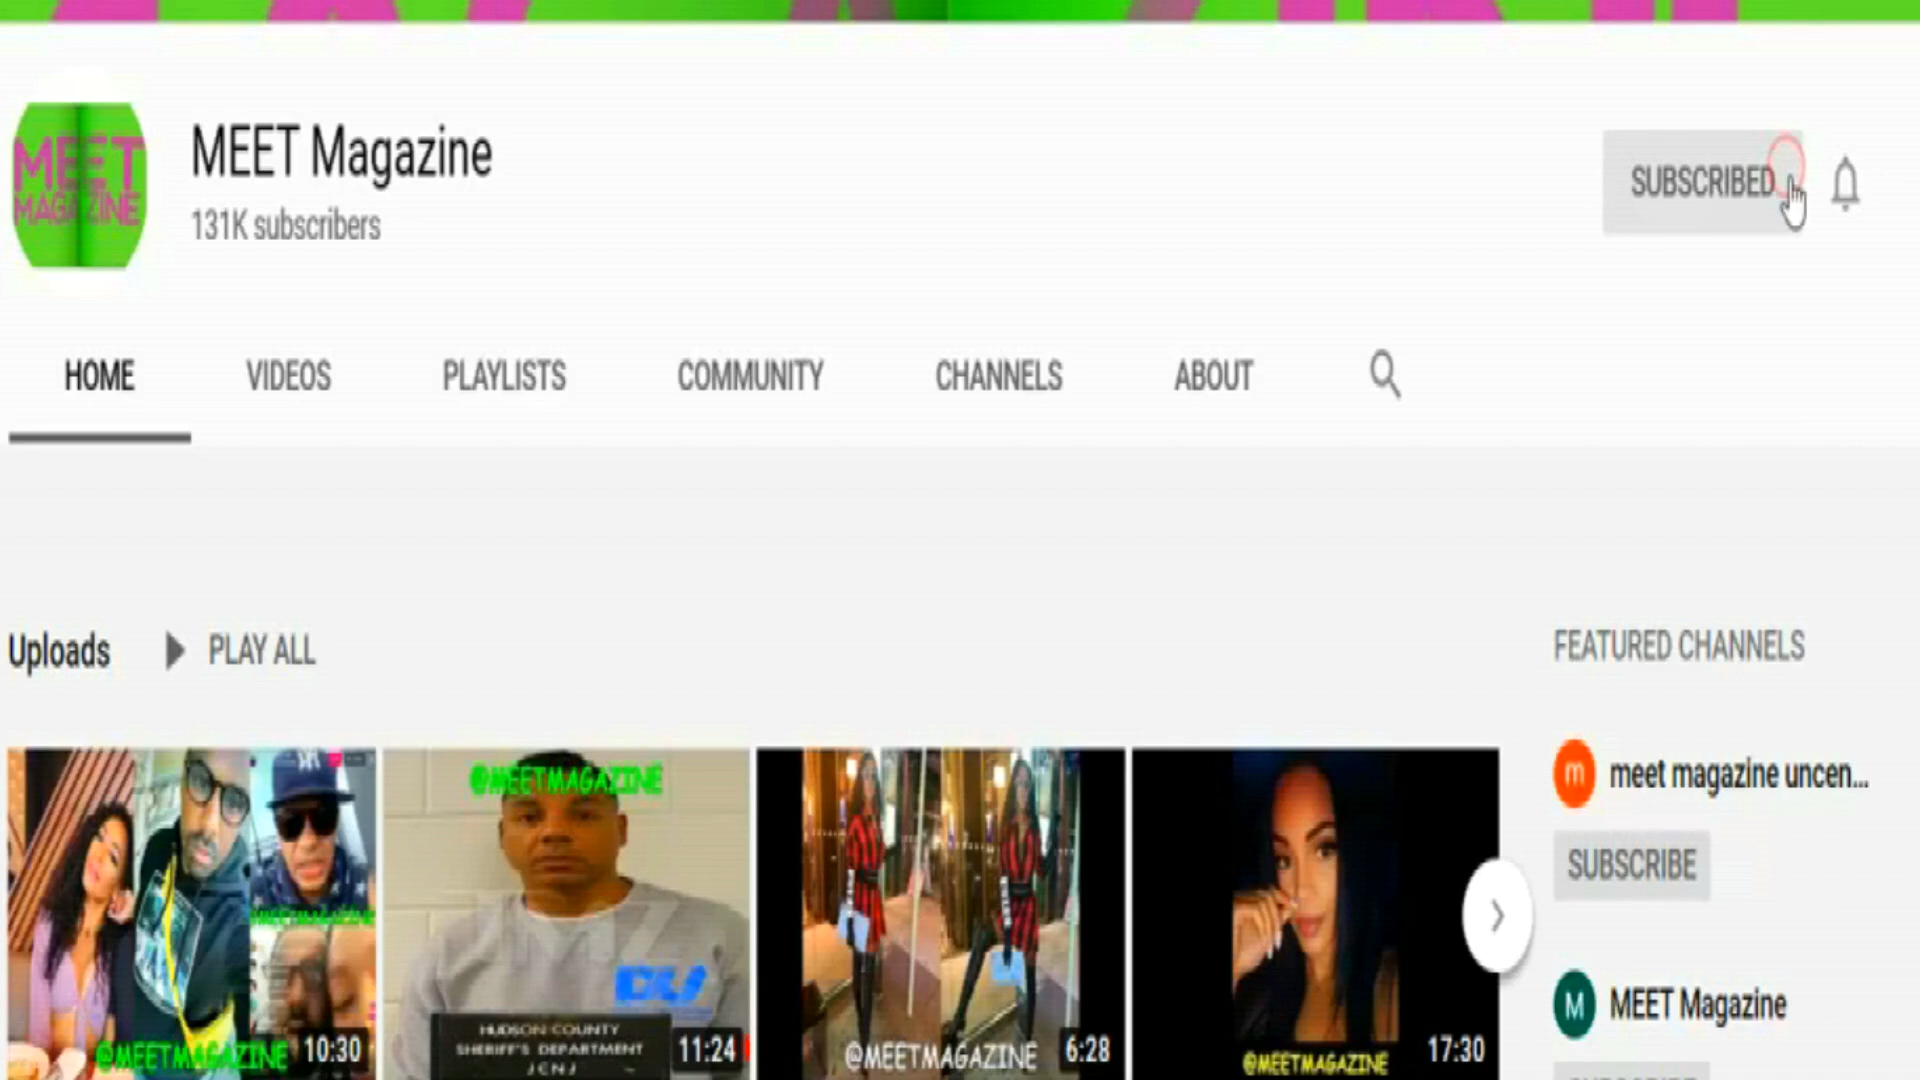 MEET
MAGAZINE
MEET Magazine
131K subscribers
SUBSCRIBED
HOME VIDEOS PLAYLISTS COMMUNITY CHANNELS ABOUT
Uploads PLAY ALL
FEATURED CHANNELS
m meet magazine uncen...
SUBSCRIBE
M MEET Magazine
@MEETMAGAZINE
10:30
@MEETMAGAZINE
HUDSON COUNTY
SHERIFF'S DEPARTMENT
JCNJ
11:24
@MEETMAGAZINE
6:28
@MEETMAGAZINE
17:30